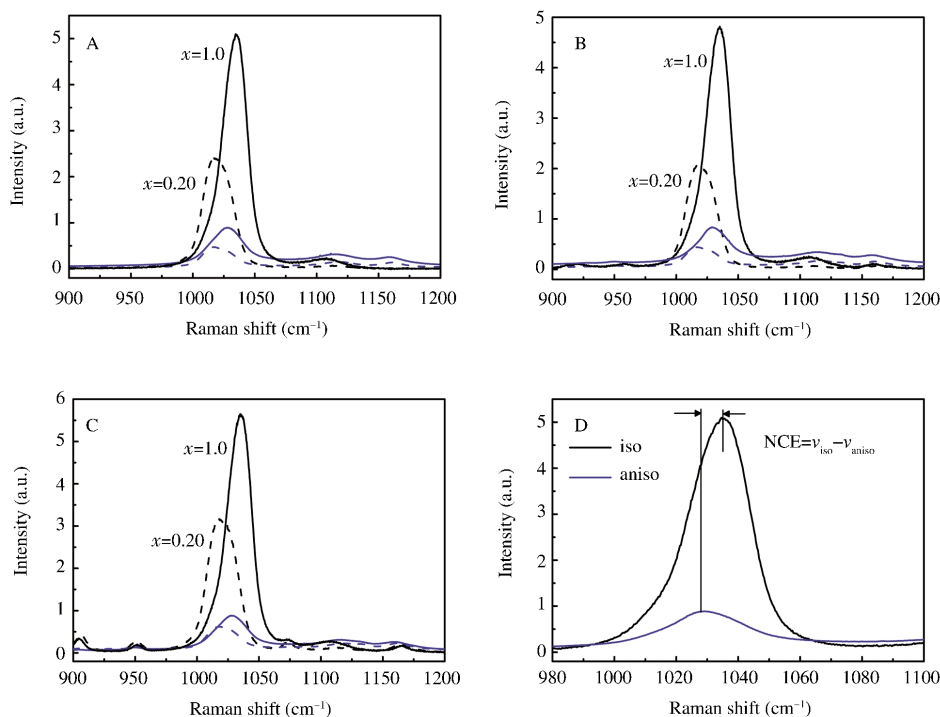 A
x=1.0
x=0.20
5
4
3
2
1
0
900 950 1000 1050 1100 1150 1200
Intensity (a.u.)
Raman shift (cm⁻¹)
B
x=1.0
x=0.20
5
4
3
2
1
0
900 950 1000 1050 1100 1150 1200
Intensity (a.u.)
Raman shift (cm⁻¹)
C
x=1.0
x=0.20
6
5
4
3
2
1
0
900 950 1000 1050 1100 1150 1200
Intensity (a.u.)
Raman shift (cm⁻¹)
D
iso
aniso
NCE=νiso−νaniso
5
4
3
2
1
0
980 1000 1020 1040 1060 1080 1100
Intensity (a.u.)
Raman shift (cm⁻¹)